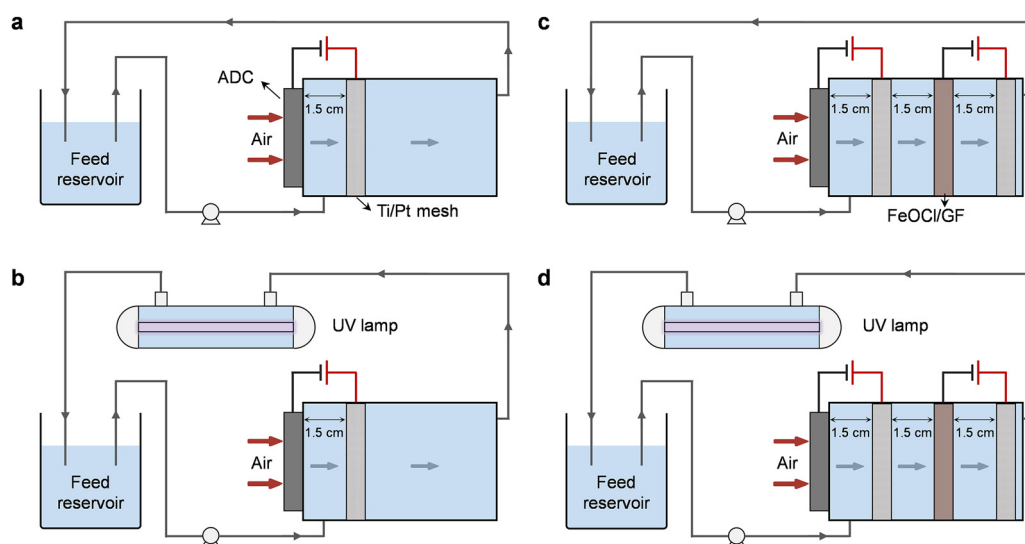 a
ADC
1.5 cm
Air
Feed
reservoir
Ti/Pt mesh
c
1.5 cm
1.5 cm
1.5 cm
Air
Feed
reservoir
FeOCl/GF
b
UV lamp
1.5 cm
Air
Feed
reservoir
d
UV lamp
1.5 cm
1.5 cm
1.5 cm
Air
Feed
reservoir